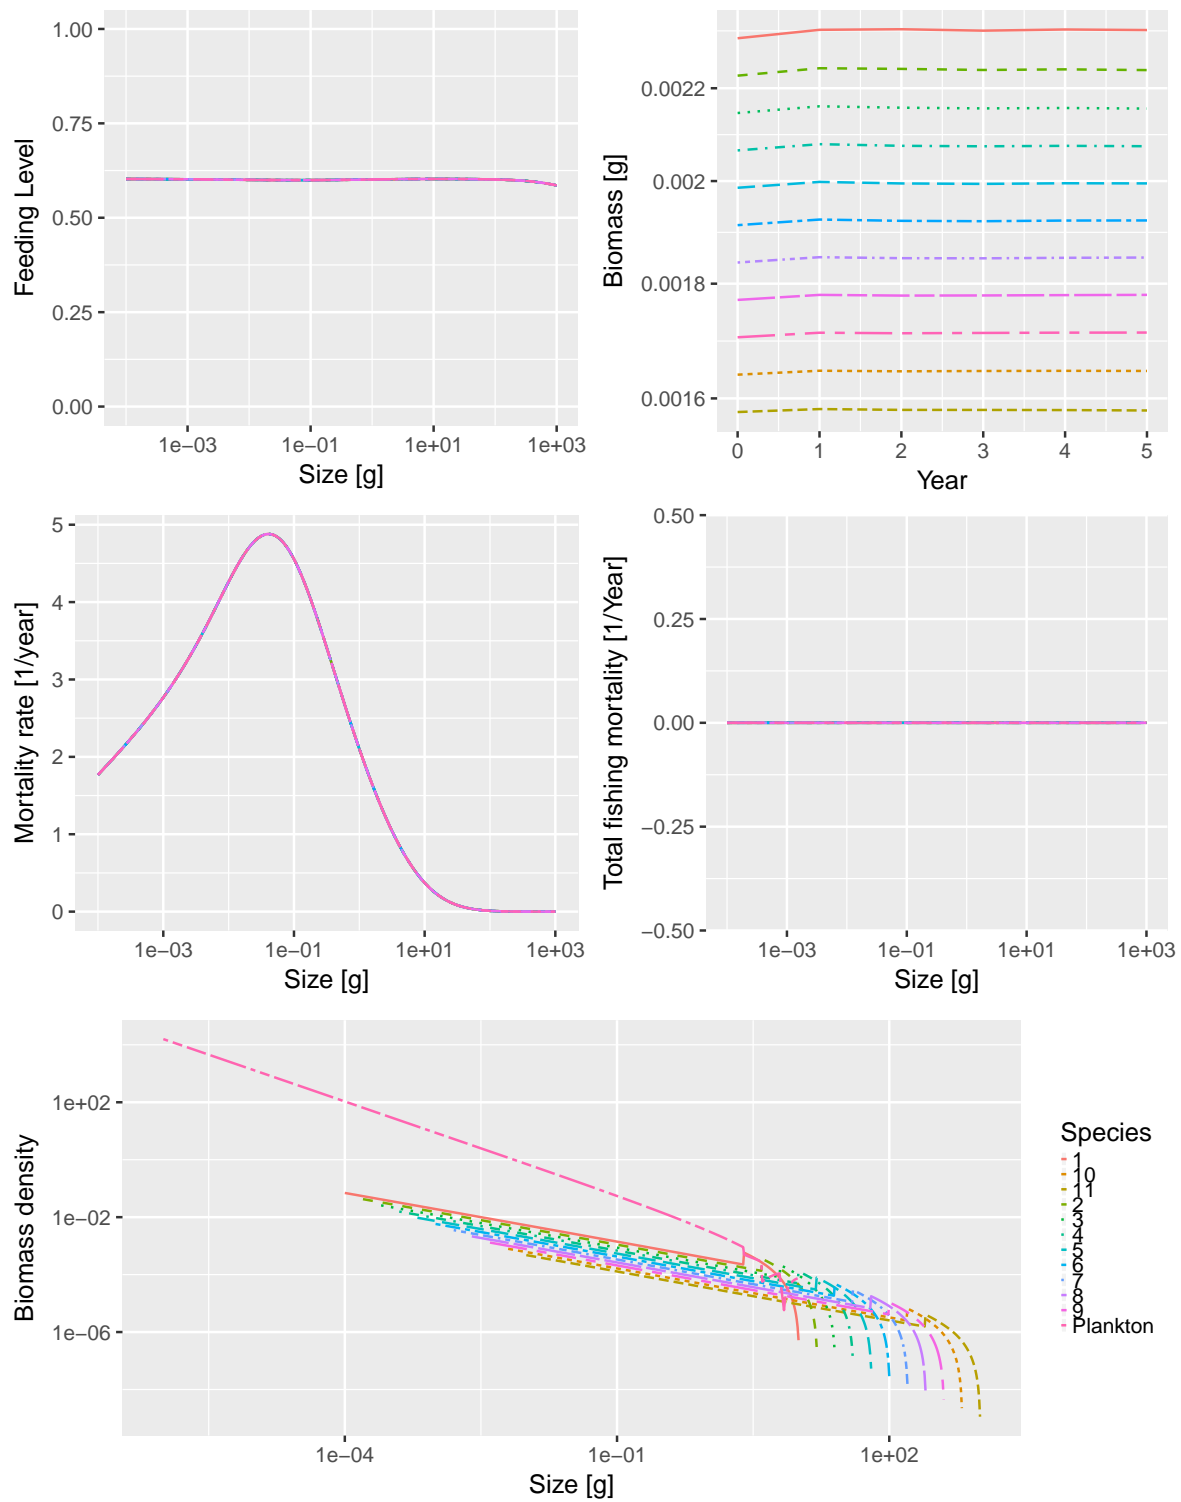 1.00
0.75
0.50
0.25
0.00
Feeding Level
1e−03 1e−01 1e+01 1e+03
Size [g]
0.0022
0.002
0.0018
0.0016
Biomass [g]
0 1 2 3 4 5
Year
5
4
3
2
1
0
Mortality rate [1/year]
1e−03 1e−01 1e+01 1e+03
Size [g]
0.50
0.25
0.00
−0.25
−0.50
Total fishing mortality [1/Year]
1e−03 1e−01 1e+01 1e+03
Size [g]
1e+02
1e−02
1e−06
Biomass density
1e−04 1e−01 1e+02
Size [g]
Species
1
10
11
2
3
4
5
6
7
8
9
Plankton